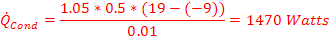 Q̇_Cond = (1.05 * 0.5 * (19 − (−9))) / 0.01 = 1470 Watts